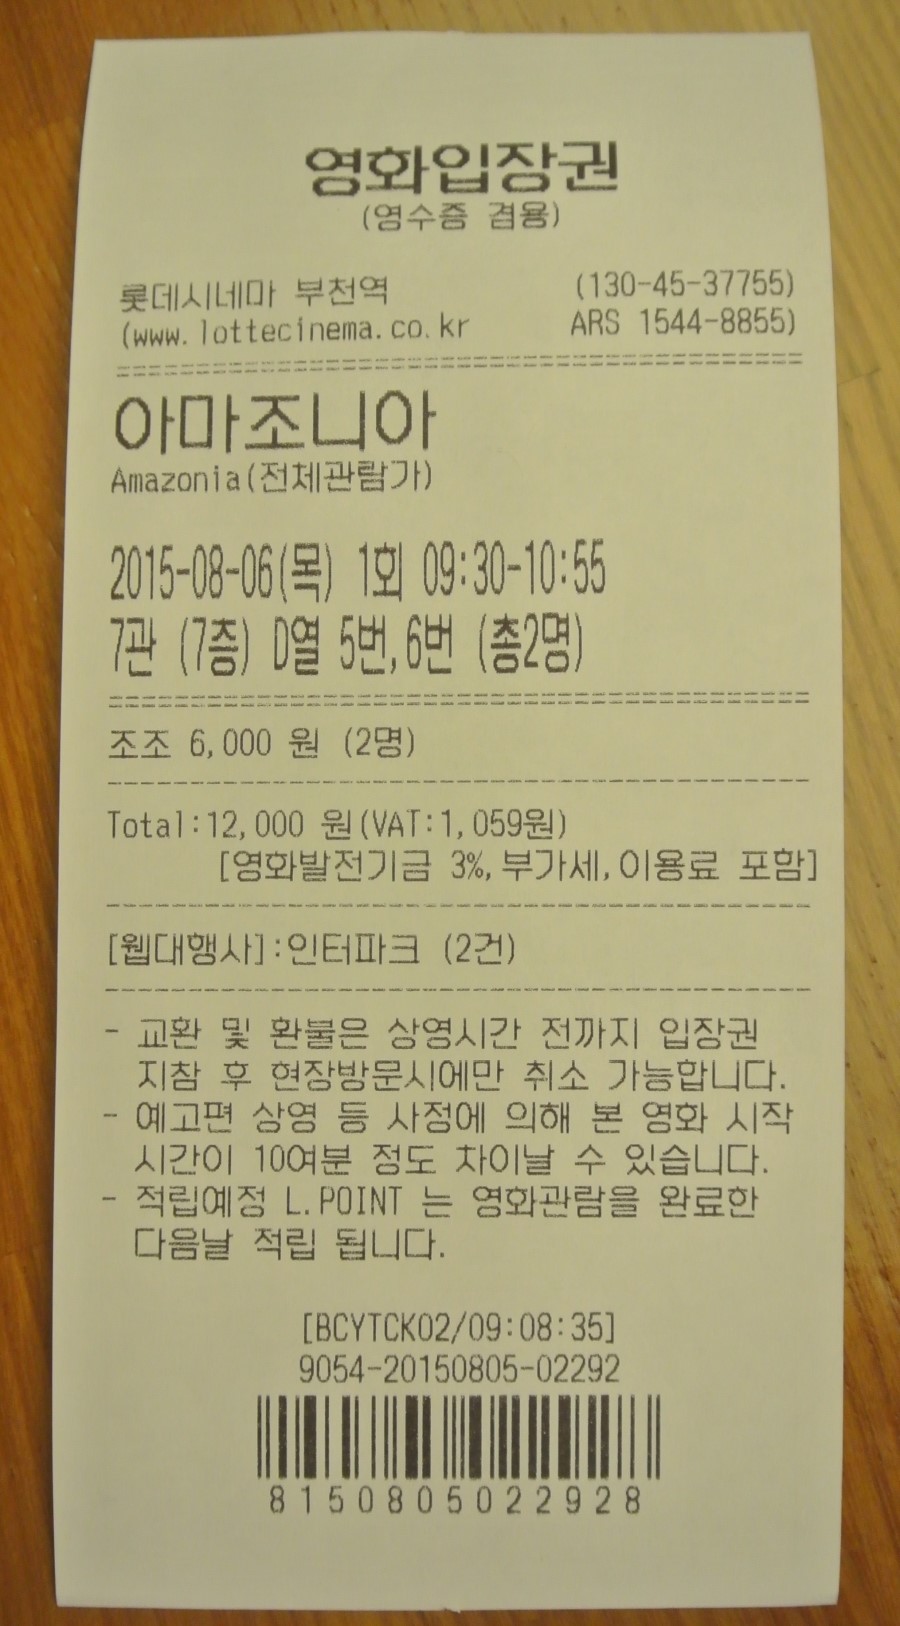 영화입장권
(영수증 겸용)
롯데시네마 부천역 (130-45-37755)
(www.lottecinema.co.kr ARS 1544-8855)
아마조니아
Amazonia(전체관람가)
2015-08-06(목) 1회 09:30-10:55
7관 (7층) D열 5번,6번 (총2명)
조조 6,000 원 (2명)
Total:12,000 원(VAT:1,059원)
[영화발전기금 3%,부가세,이용료 포함]
[웹대행사]:인터파크 (2건)
- 교환 및 환불은 상영시간 전까지 입장권
지참 후 현장방문시에만 취소 가능합니다.
- 예고편 상영 등 사정에 의해 본 영화 시작
시간이 10여분 정도 차이날 수 있습니다.
- 적립예정 L.POINT 는 영화관람을 완료한
다음날 적립 됩니다.
[BCYTCK02/09:08:35]
9054-20150805-02292
8150805022928